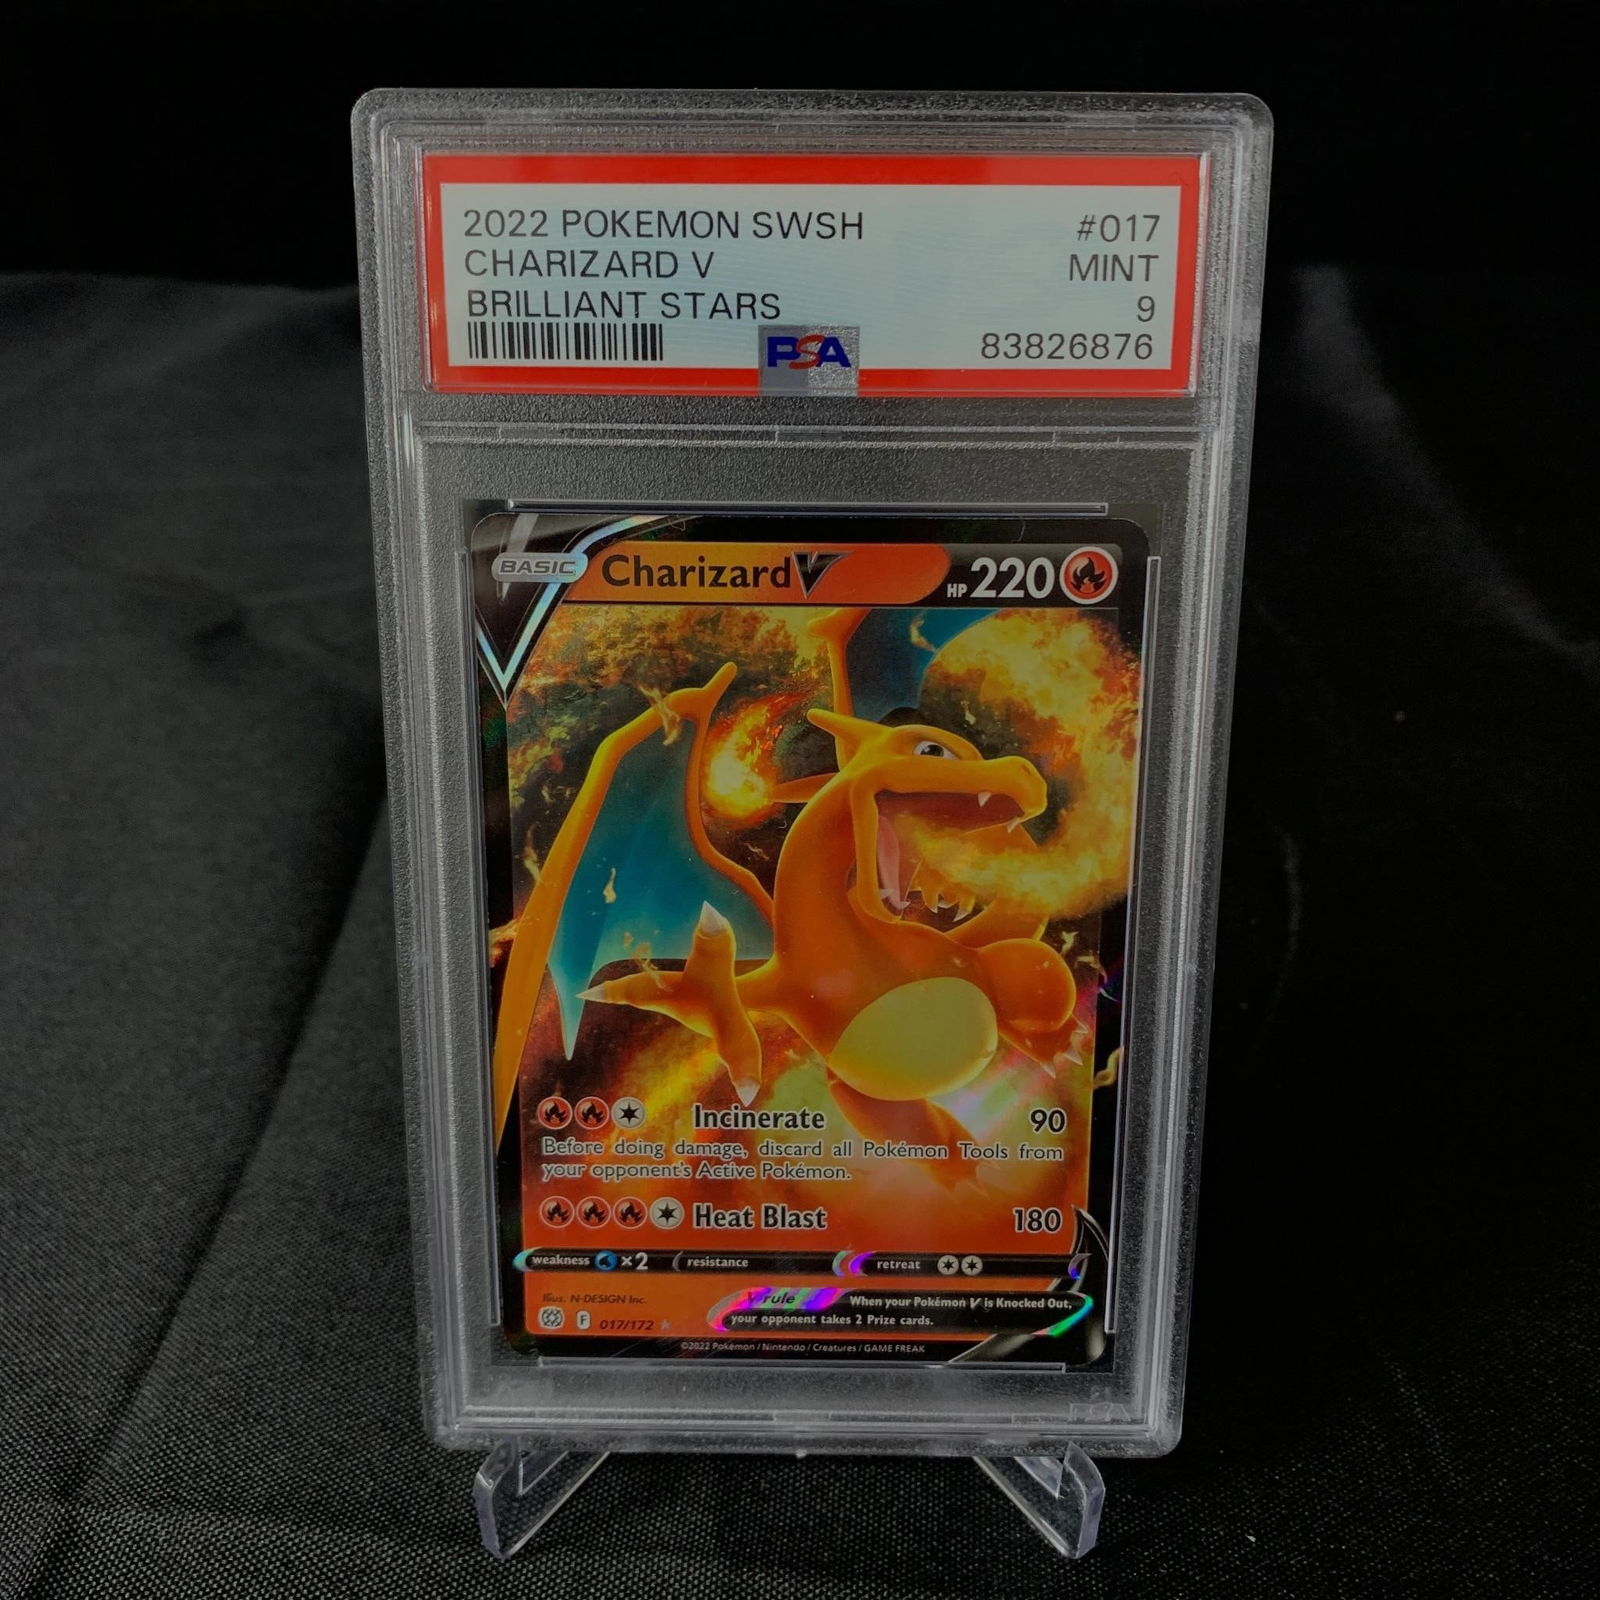 2022 POKEMON SWSH #017
CHARIZARD V MINT
BRILLIANT STARS 9
PSA 83826876
BASIC Charizard V HP 220
Incinerate 90
Before doing damage, discard all Pokémon Tools from
your opponent's Active Pokémon.
Heat Blast 180
weakness ×2 resistance retreat
Illus. N-DESIGN Inc.
V rule When your Pokémon V is Knocked Out,
your opponent takes 2 Prize cards.
F 017/172 ★
©2022 Pokémon / Nintendo / Creatures / GAME FREAK
PSA